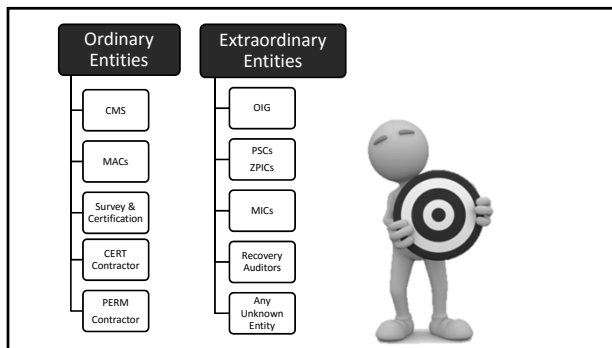 Ordinary
Entities
CMS
MACs
Survey &
Certification
CERT
Contractor
PERM
Contractor
Extraordinary
Entities
OIG
PSCs
ZPICs
MICs
Recovery
Auditors
Any
Unknown
Entity